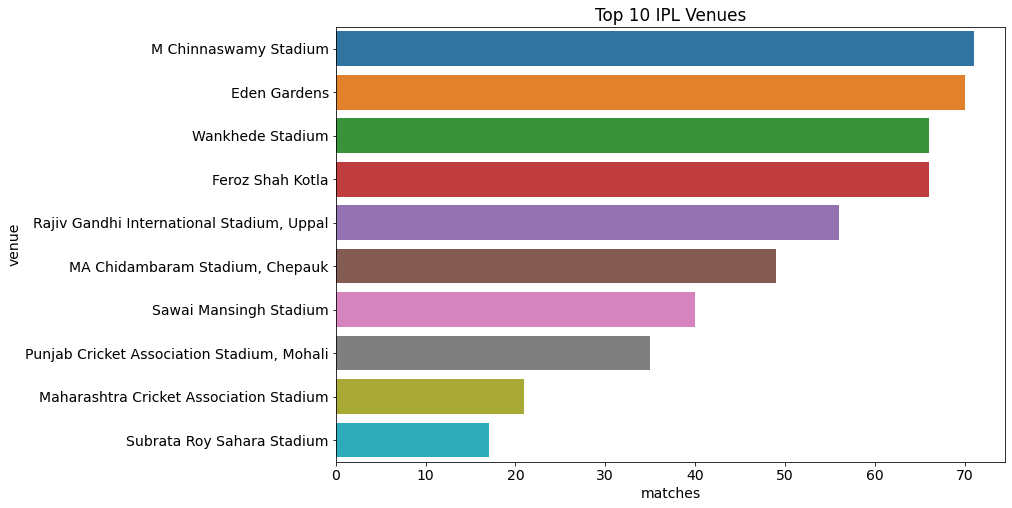 Top 10 IPL Venues
venue
M Chinnaswamy Stadium
Eden Gardens
Wankhede Stadium
Feroz Shah Kotla
Rajiv Gandhi International Stadium, Uppal
MA Chidambaram Stadium, Chepauk
Sawai Mansingh Stadium
Punjab Cricket Association Stadium, Mohali
Maharashtra Cricket Association Stadium
Subrata Roy Sahara Stadium
0 10 20 30 40 50 60 70
matches